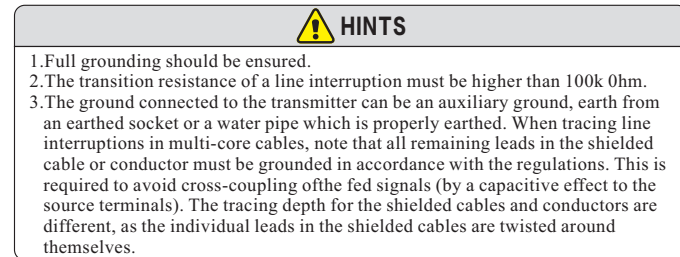 HINTS
1.Full grounding should be ensured.
2.The transition resistance of a line interruption must be higher than 100k 0hm.
3.The ground connected to the transmitter can be an auxiliary ground, earth from
an earthed socket or a water pipe which is properly earthed. When tracing line
interruptions in multi-core cables, note that all remaining leads in the shielded
cable or conductor must be grounded in accordance with the regulations. This is
required to avoid cross-coupling ofthe fed signals (by a capacitive effect to the
source terminals). The tracing depth for the shielded cables and conductors are
different, as the individual leads in the shielded cables are twisted around
themselves.